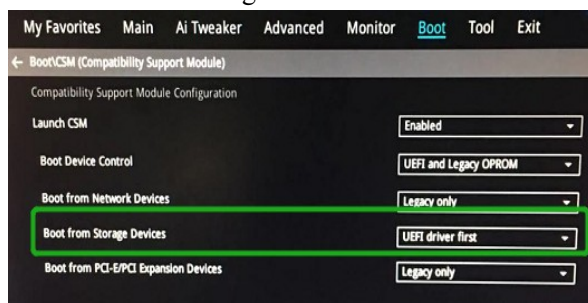 My Favorites Main Ai Tweaker Advanced Monitor Boot Tool Exit
← Boot\CSM (Compatibility Support Module)
Compatibility Support Module Configuration
Launch CSM Enabled
Boot Device Control UEFI and Legacy OPROM
Boot from Network Devices Legacy only
Boot from Storage Devices UEFI driver first
Boot from PCI-E/PCI Expansion Devices Legacy only